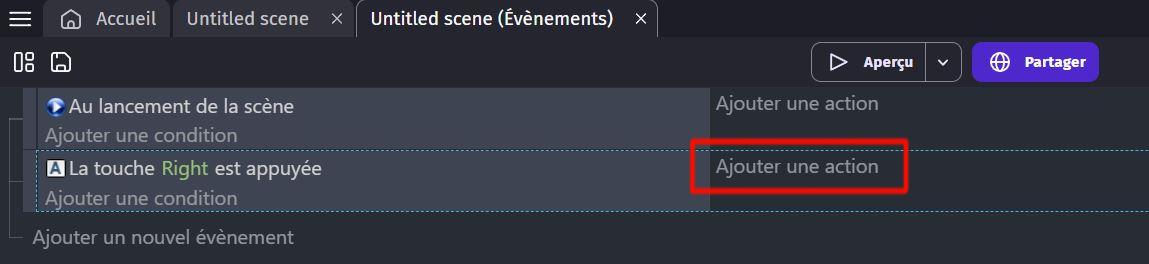 Accueil
Untitled scene
Untitled scene (Évènements)
Aperçu
Partager
Au lancement de la scène
Ajouter une action
Ajouter une condition
A La touche Right est appuyée
Ajouter une action
Ajouter une condition
Ajouter un nouvel évènement